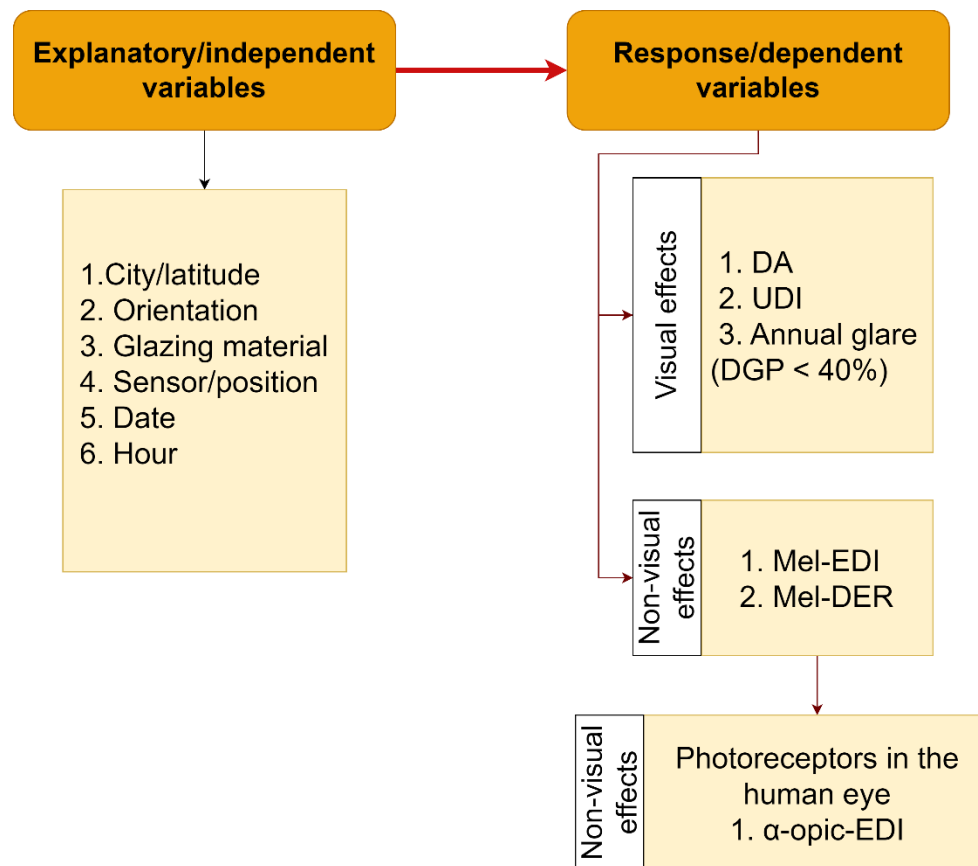 Explanatory/independent
variables
Response/dependent
variables
1.City/latitude
2. Orientation
3. Glazing material
4. Sensor/position
5. Date
6. Hour
Visual effects
1. DA
2. UDI
3. Annual glare
(DGP < 40%)
Non-visual
effects
1. Mel-EDI
2. Mel-DER
Non-visual
effects
Photoreceptors in the
human eye
1. α-opic-EDI